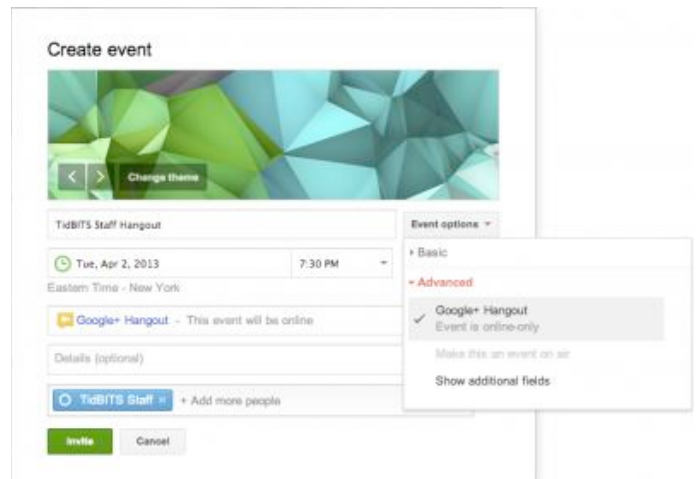 Create event
Change theme
TidBITS Staff Hangout
Event options
Tue, Apr 2, 2013 7:30 PM
Eastern Time - New York
Google+ Hangout - This event will be online
Details (optional)
TidBITS Staff × + Add more people
Invite Cancel
Basic
Advanced
Google+ Hangout
Event is online-only
Make this an event on air
Show additional fields